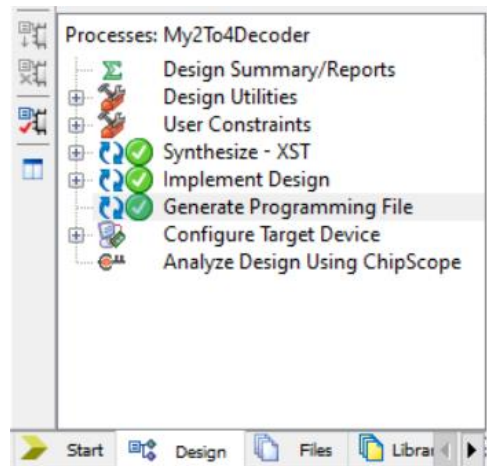 Processes: My2To4Decoder
Design Summary/Reports
Design Utilities
User Constraints
Synthesize - XST
Implement Design
Generate Programming File
Configure Target Device
Analyze Design Using ChipScope
Start Design Files Librar